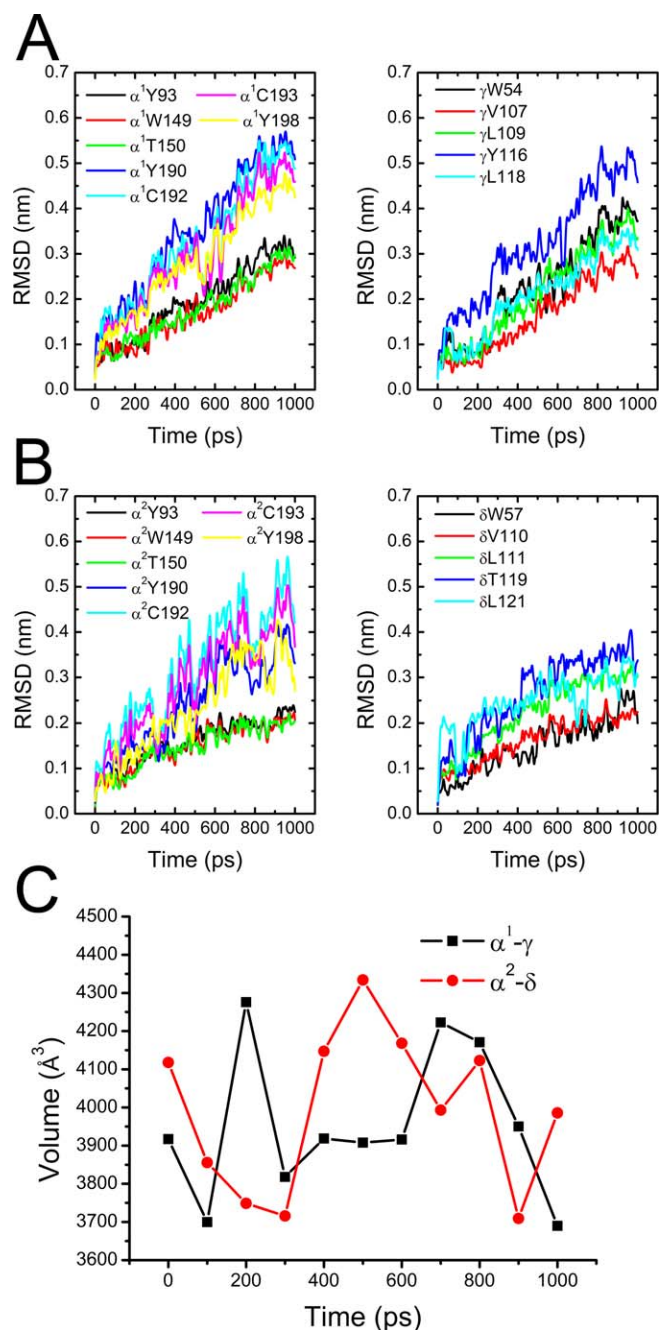 A
0.7
0.6
0.5
0.4
0.3
0.2
0.1
0.0
RMSD (nm)
α¹Y93
α¹W149
α¹T150
α¹Y190
α¹C192
α¹C193
α¹Y198
0 200 400 600 800 1000
Time (ps)
0.7
0.6
0.5
0.4
0.3
0.2
0.1
0.0
RMSD (nm)
γW54
γV107
γL109
γY116
γL118
0 200 400 600 800 1000
Time (ps)
B
0.7
0.6
0.5
0.4
0.3
0.2
0.1
0.0
RMSD (nm)
α²Y93
α²W149
α²T150
α²Y190
α²C192
α²C193
α²Y198
0 200 400 600 800 1000
Time (ps)
0.7
0.6
0.5
0.4
0.3
0.2
0.1
0.0
RMSD (nm)
δW57
δV110
δL111
δT119
δL121
0 200 400 600 800 1000
Time (ps)
C
4500
4400
4300
4200
4100
4000
3900
3800
3700
3600
Volume (Å³)
α¹-γ
α²-δ
0 200 400 600 800 1000
Time (ps)